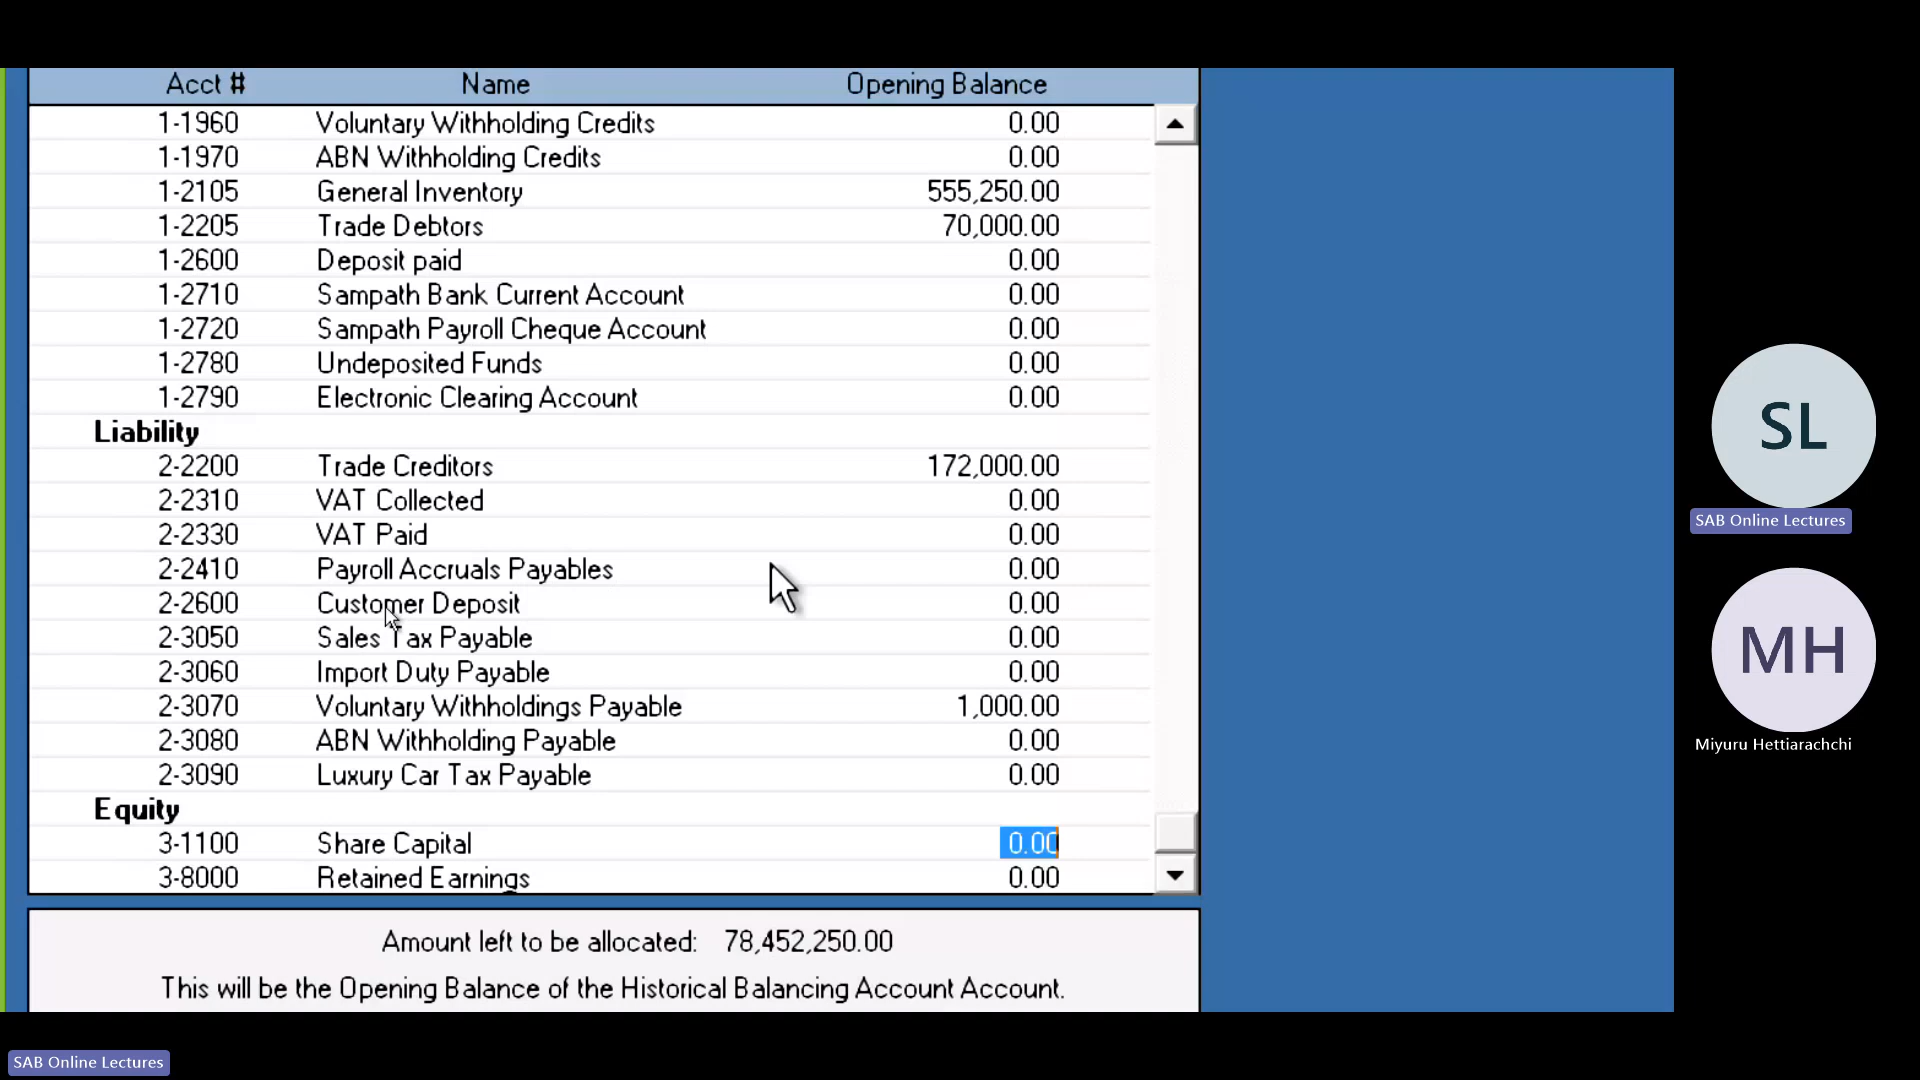 Acct # Name Opening Balance
1-1960 Voluntary Withholding Credits 0.00
1-1970 ABN Withholding Credits 0.00
1-2105 General Inventory 555,250.00
1-2205 Trade Debtors 70,000.00
1-2600 Deposit paid 0.00
1-2710 Sampath Bank Current Account 0.00
1-2720 Sampath Payroll Cheque Account 0.00
1-2780 Undeposited Funds 0.00
1-2790 Electronic Clearing Account 0.00
Liability
2-2200 Trade Creditors 172,000.00
2-2310 VAT Collected 0.00
2-2330 VAT Paid 0.00
2-2410 Payroll Accruals Payables 0.00
2-2600 Customer Deposit 0.00
2-3050 Sales Tax Payable 0.00
2-3060 Import Duty Payable 0.00
2-3070 Voluntary Withholdings Payable 1,000.00
2-3080 ABN Withholding Payable 0.00
2-3090 Luxury Car Tax Payable 0.00
Equity
3-1100 Share Capital 0.00
3-8000 Retained Earnings 0.00
Amount left to be allocated: 78,452,250.00
This will be the Opening Balance of the Historical Balancing Account Account.
SL
SAB Online Lectures
MH
Miyuru Hettiarachchi
SAB Online Lectures